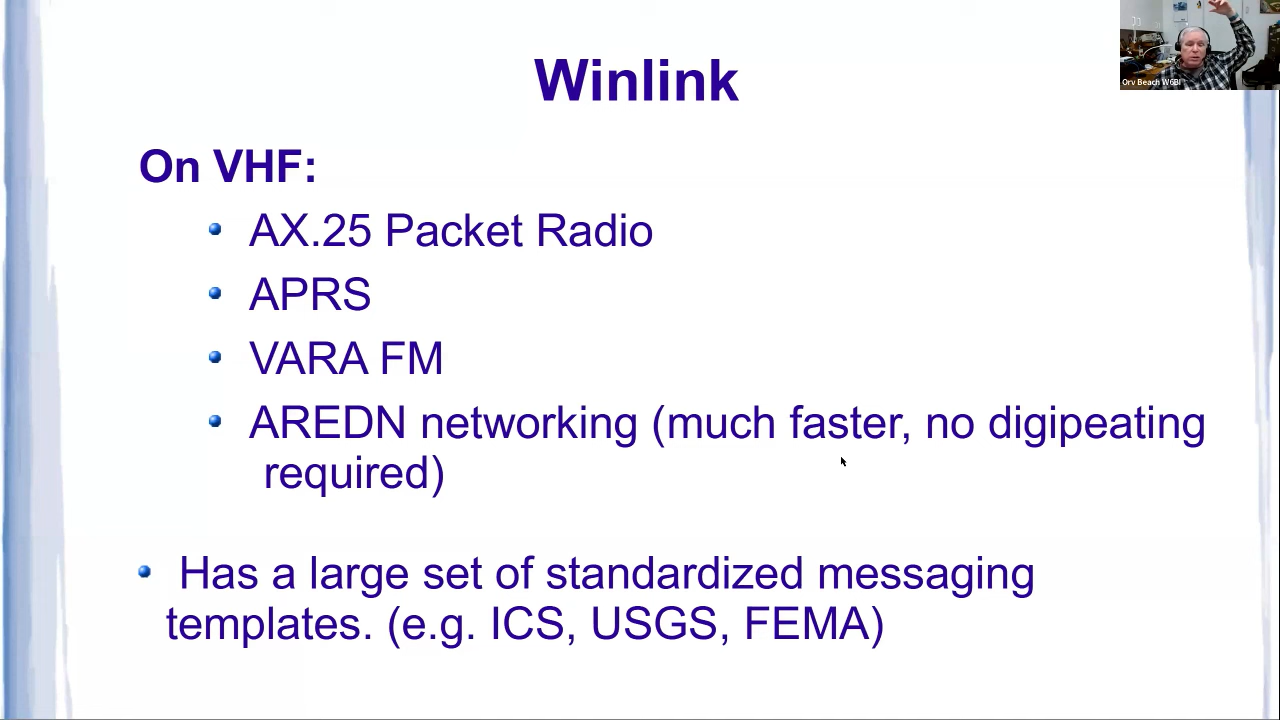 Winlink
Orv Beach W6BI
On VHF:
AX.25 Packet Radio
APRS
VARA FM
AREDN networking (much faster, no digipeating
required)
Has a large set of standardized messaging
templates. (e.g. ICS, USGS, FEMA)